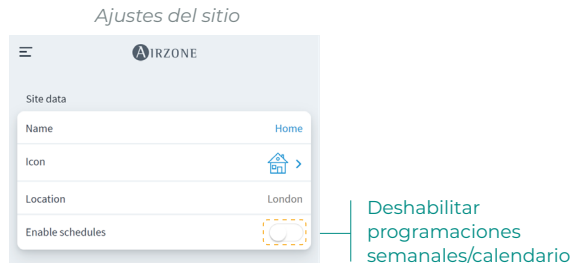 Ajustes del sitio
AIRZONE
Site data
Name Home
Icon
Location London
Enable schedules
Deshabilitar
programaciones
semanales/calendario